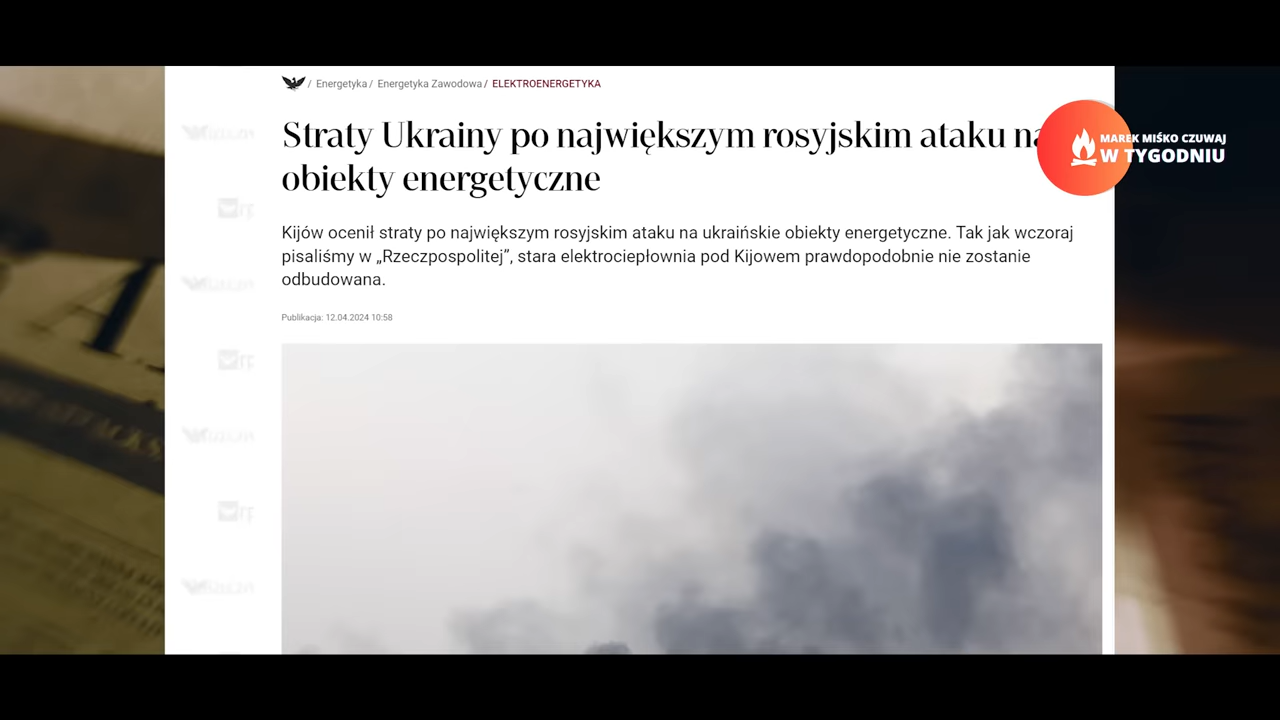 / Energetyka / Energetyka Zawodowa / ELEKTROENERGETYKA
Straty Ukrainy po największym rosyjskim ataku na
obiekty energetyczne
MAREK MIŚKO CZUWAJ
W TYGODNIU
Kijów ocenił straty po największym rosyjskim ataku na ukraińskie obiekty energetyczne. Tak jak wczoraj
pisaliśmy w „Rzeczpospolitej”, stara elektrociepłownia pod Kijowem prawdopodobnie nie zostanie
odbudowana.
Publikacja: 12.04.2024 10:58